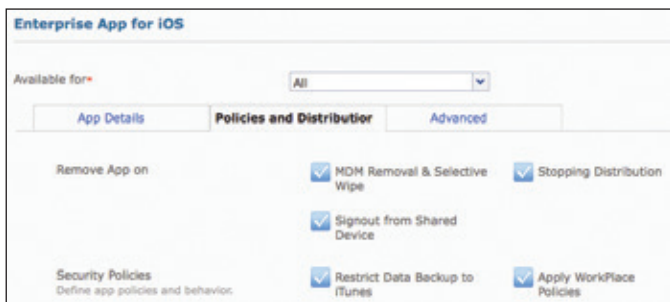 Enterprise App for iOS
Available for*
All
App Details
Policies and Distribution
Advanced
Remove App on
MDM Removal & Selective
Wipe
Stopping Distribution
Signout from Shared
Device
Security Policies
Define app policies and behavior.
Restrict Data Backup to
iTunes
Apply WorkPlace
Policies